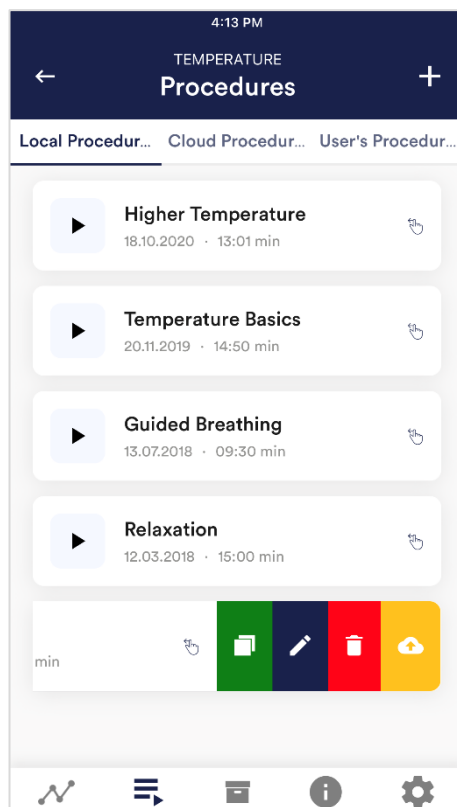 4:13 PM
TEMPERATURE
Procedures
Local Procedur... Cloud Procedur... User's Procedur...
Higher Temperature
18.10.2020 · 13:01 min
Temperature Basics
20.11.2019 · 14:50 min
Guided Breathing
13.07.2018 · 09:30 min
Relaxation
12.03.2018 · 15:00 min
min